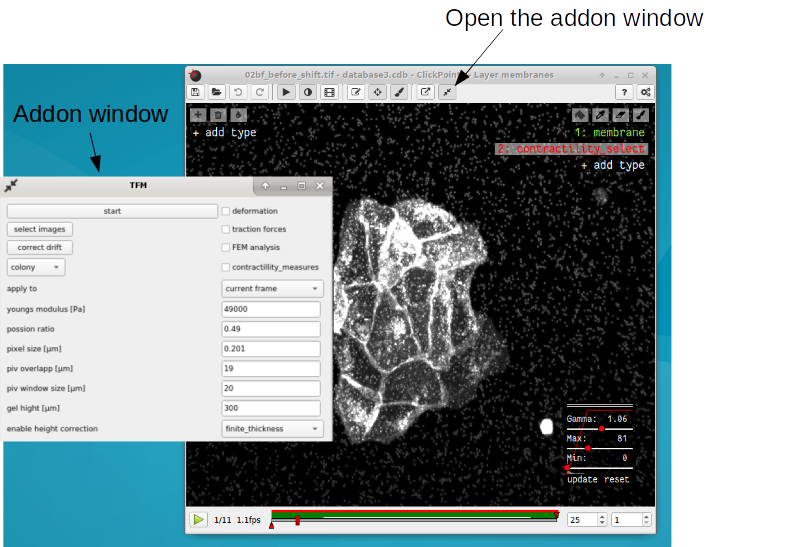 Open the addon window
02bf_before_shift.tif - database3.cdb - ClickPoints - Layer membranes
Addon window
+ add type
1: membrane
2: contractility_select
+ add type
TFM
start
deformation
select images
traction forces
correct drift
FEM analysis
colony
contractillity_measures
apply to
current frame
youngs modulus [Pa]
49000
possion ratio
0.49
pixel size [µm]
0.201
piv overlapp [µm]
19
piv window size [µm]
20
gel hight [µm]
300
enable height correction
finite_thickness
Gamma: 1.06
Max: 81
Min: 0
update reset
1/11 1.1fps
25
1